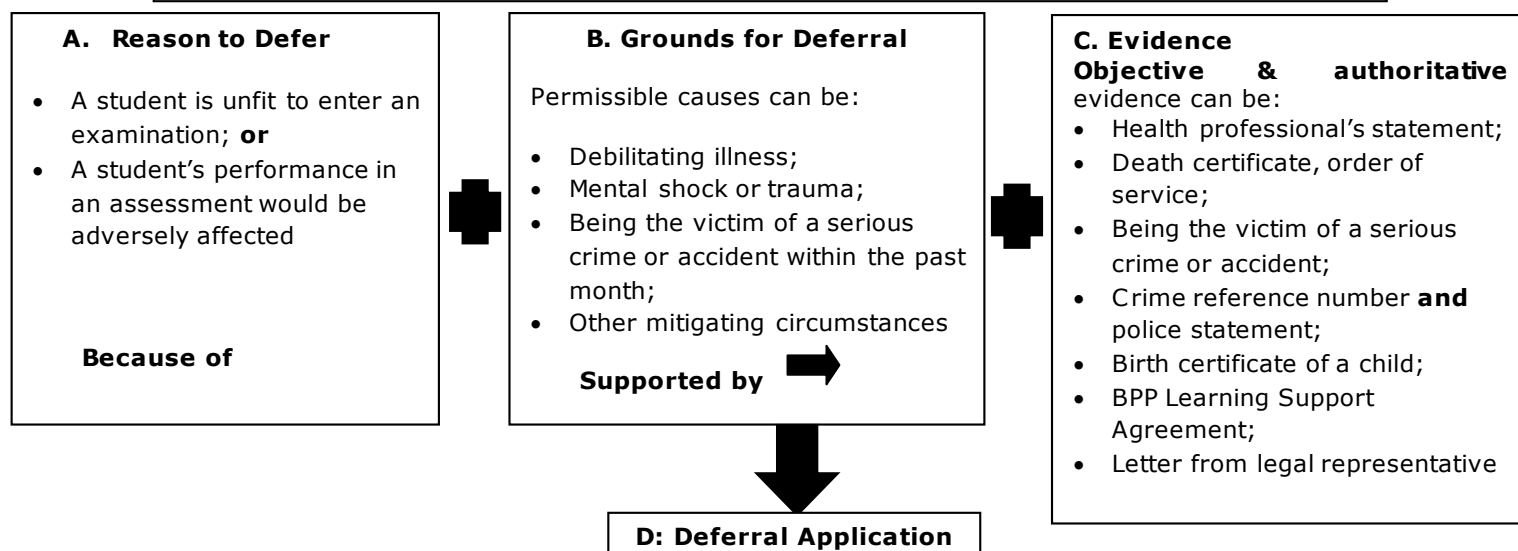 A. Reason to Defer
• A student is unfit to enter an
examination; or
• A student's performance in
an assessment would be
adversely affected
Because of
B. Grounds for Deferral
Permissible causes can be:
• Debilitating illness;
• Mental shock or trauma;
• Being the victim of a serious
crime or accident within the past
month;
• Other mitigating circumstances
Supported by
C. Evidence
Objective & authoritative
evidence can be:
• Health professional's statement;
• Death certificate, order of
service;
• Being the victim of a serious
crime or accident;
• Crime reference number and
police statement;
• Birth certificate of a child;
• BPP Learning Support
Agreement;
• Letter from legal representative
D: Deferral Application